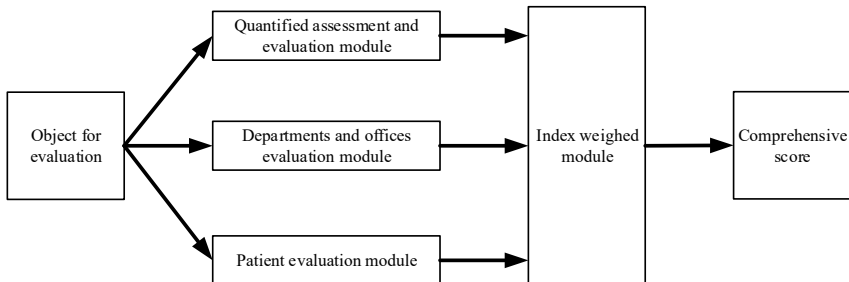 Quantified assessment and
evaluation module
Object for
evaluation
Departments and offices
evaluation module
Index weighed
module
Comprehensive
score
Patient evaluation module